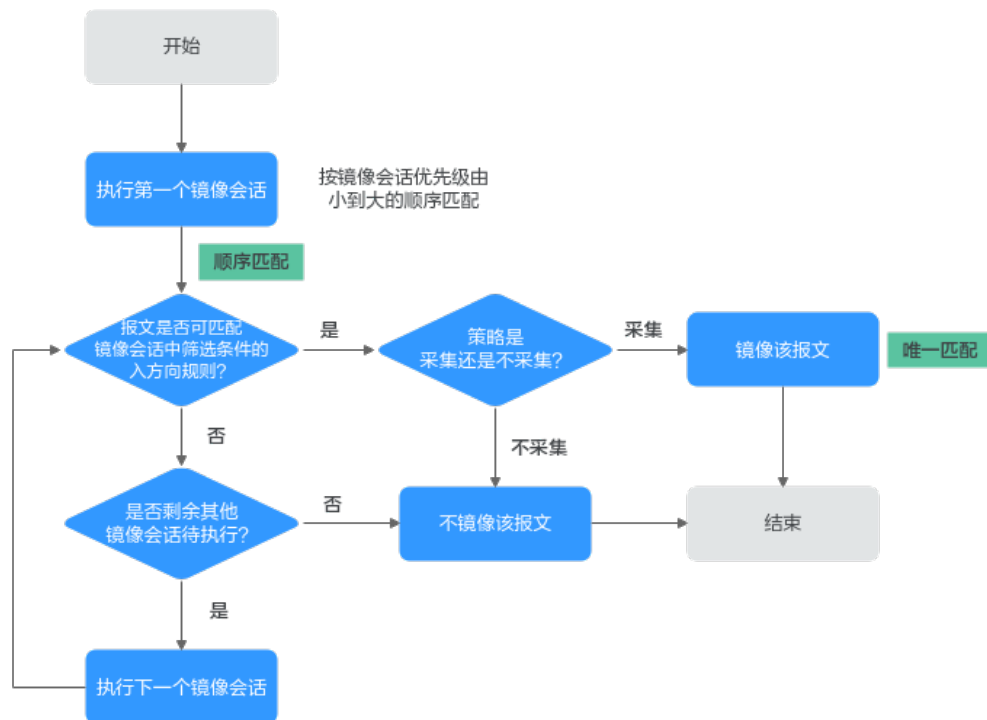 开始
执行第一个镜像会话
按镜像会话优先级由
小到大的顺序匹配
顺序匹配
报文是否可匹配
镜像会话中筛选条件的
入方向规则?
是
策略是
采集还是不采集?
采集
镜像该报文
唯一匹配
否
不采集
是否剩余其他
镜像会话待执行?
否
不镜像该报文
结束
是
执行下一个镜像会话